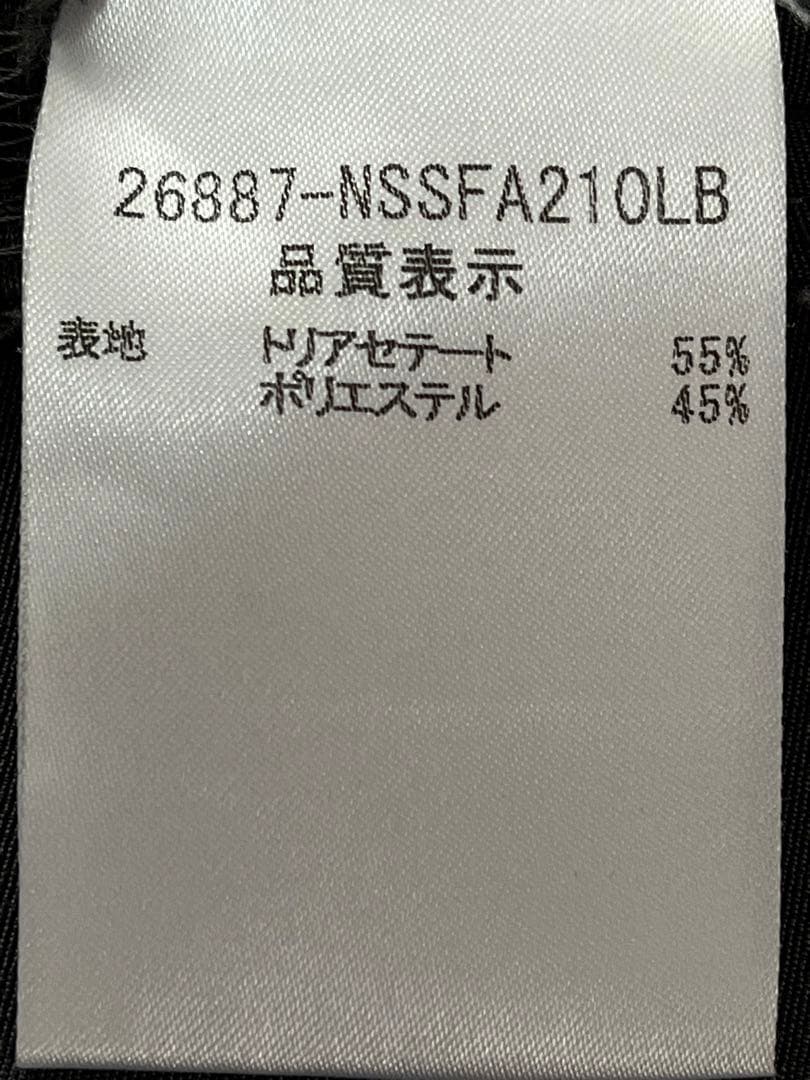 26887-NSSFA210LB
品質表示
表地 トリアセテート 55%
ポリエステル 45%